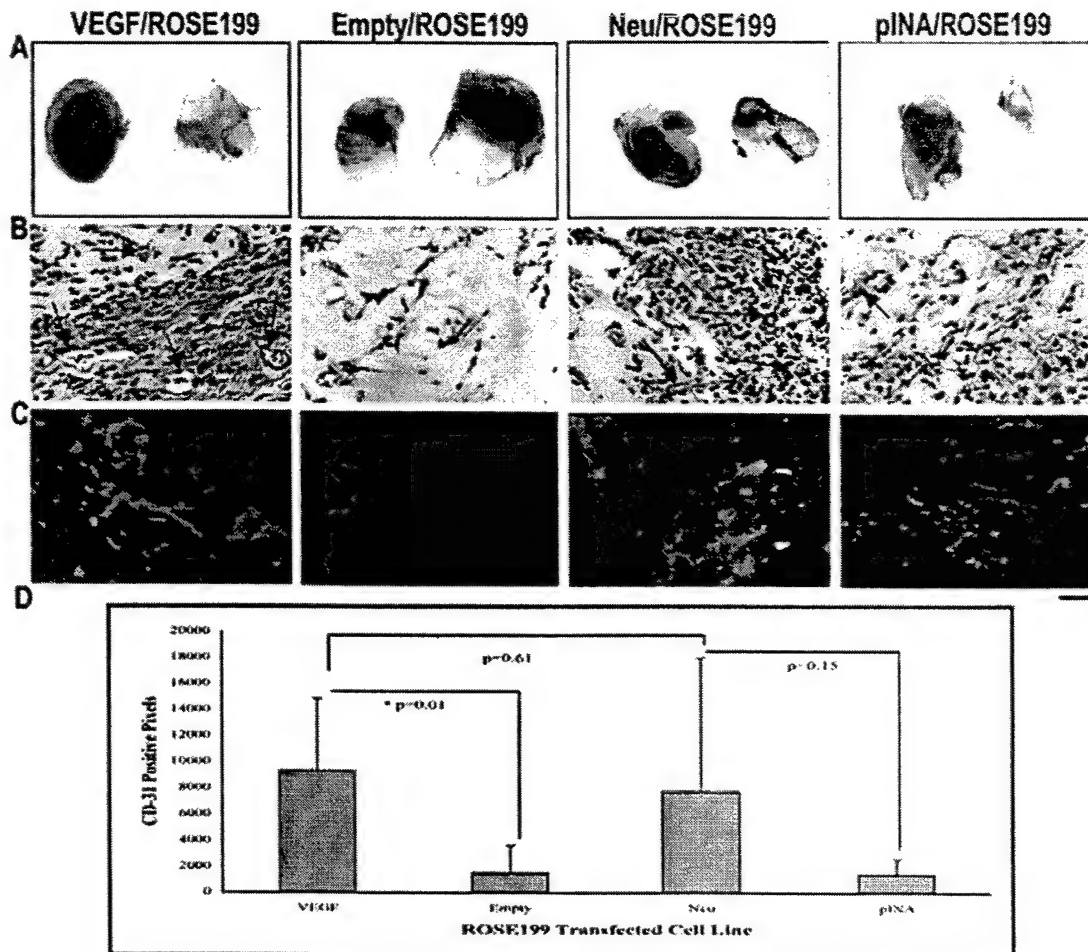 VEGF/ROSE199 Empty/ROSE199 Neu/ROSE199 pINA/ROSE199
A
B
C
D
20000
18000
16000
14000
12000
10000
8000
6000
4000
2000
0
CD-31 Positive Pixels
p=0.61
p=0.15
* p=0.01
VEGF Empty Neu pINA
ROSE199 Transfected Cell Line